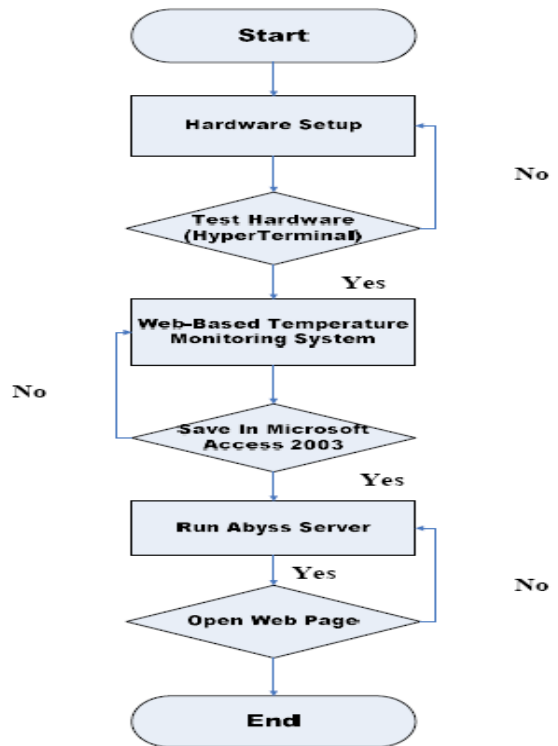 Start
Hardware Setup
No
Test Hardware
(HyperTerminal)
Yes
Web-Based Temperature
Monitoring System
No
Save In Microsoft
Access 2003
Yes
Run Abyss Server
Yes
No
Open Web Page
End